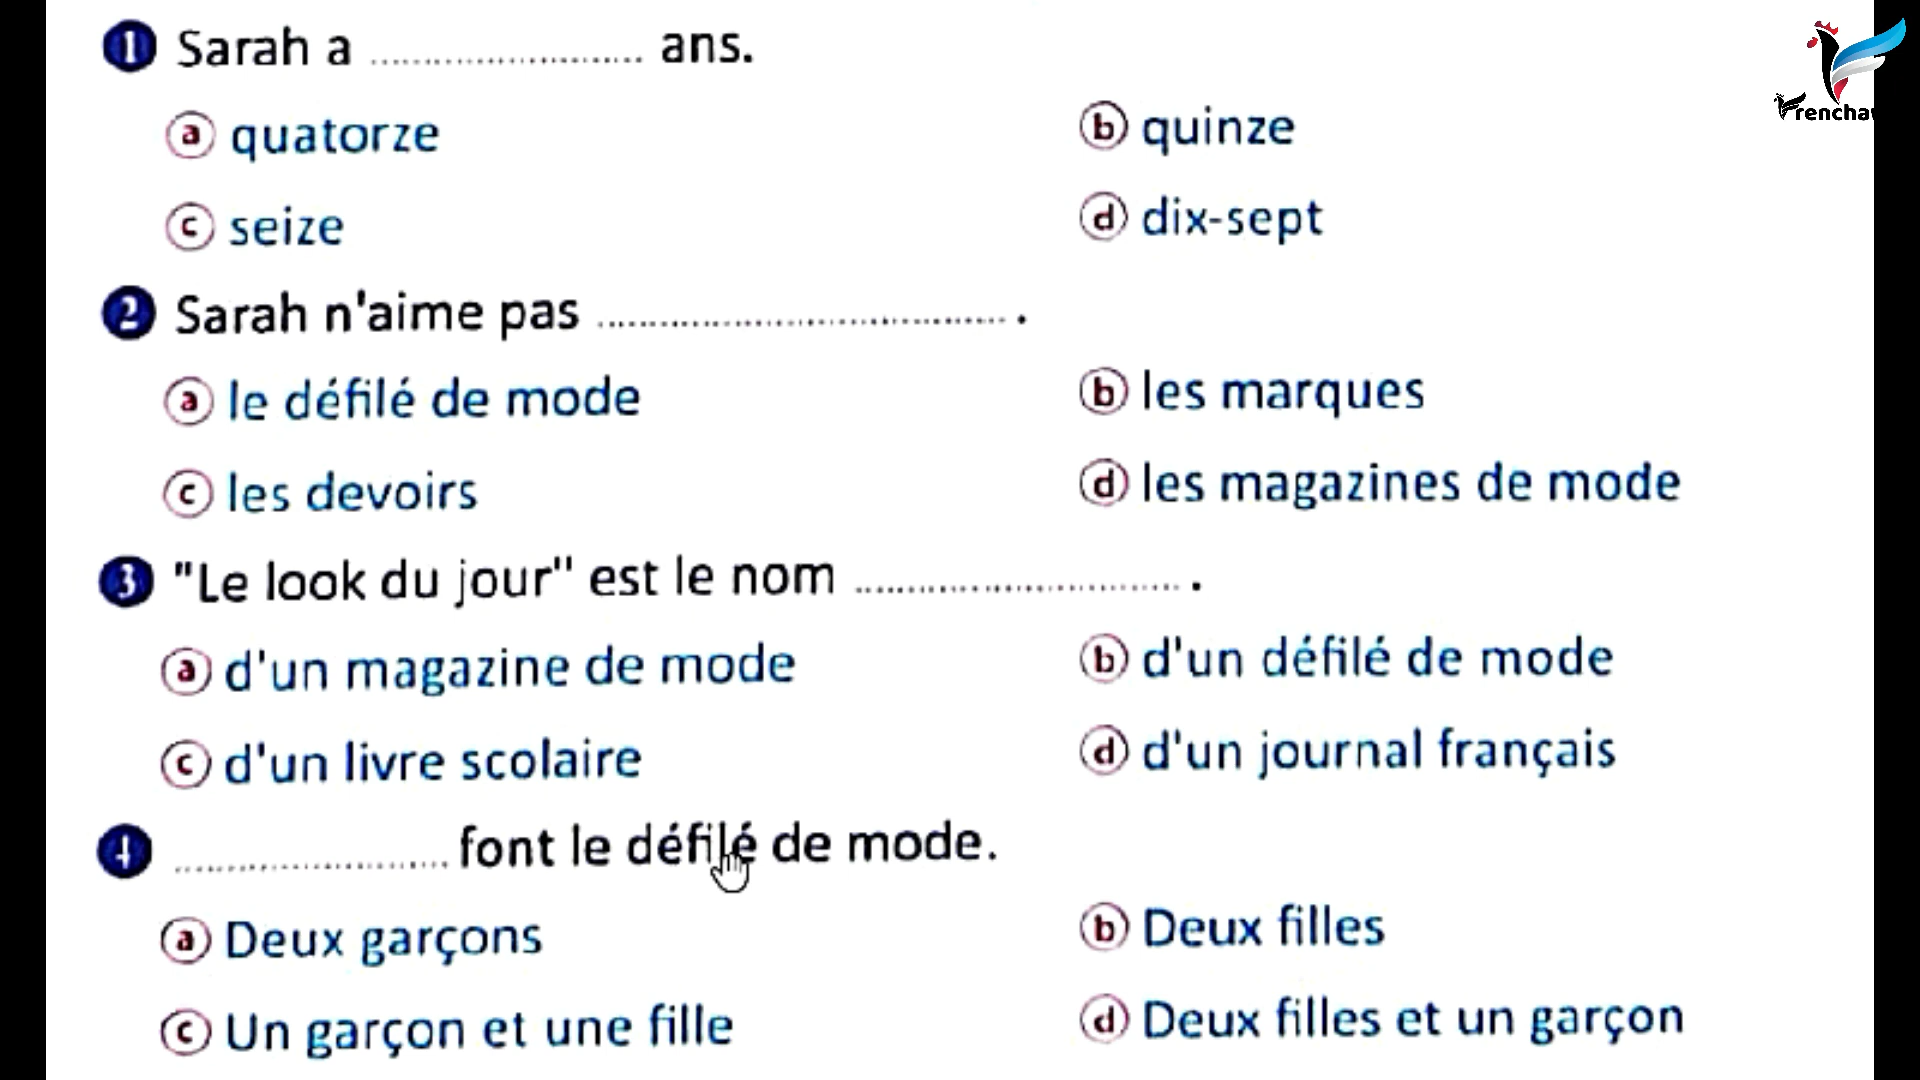 1 Sarah a ........................ ans.
a quatorze
b quinze
c seize
d dix-sept
2 Sarah n'aime pas .................................... .
a le défilé de mode
b les marques
c les devoirs
d les magazines de mode
3 "Le look du jour" est le nom ............................ .
a d'un magazine de mode
b d'un défilé de mode
c d'un livre scolaire
d d'un journal français
4 ........................ font le défilé de mode.
a Deux garçons
b Deux filles
c Un garçon et une fille
d Deux filles et un garçon